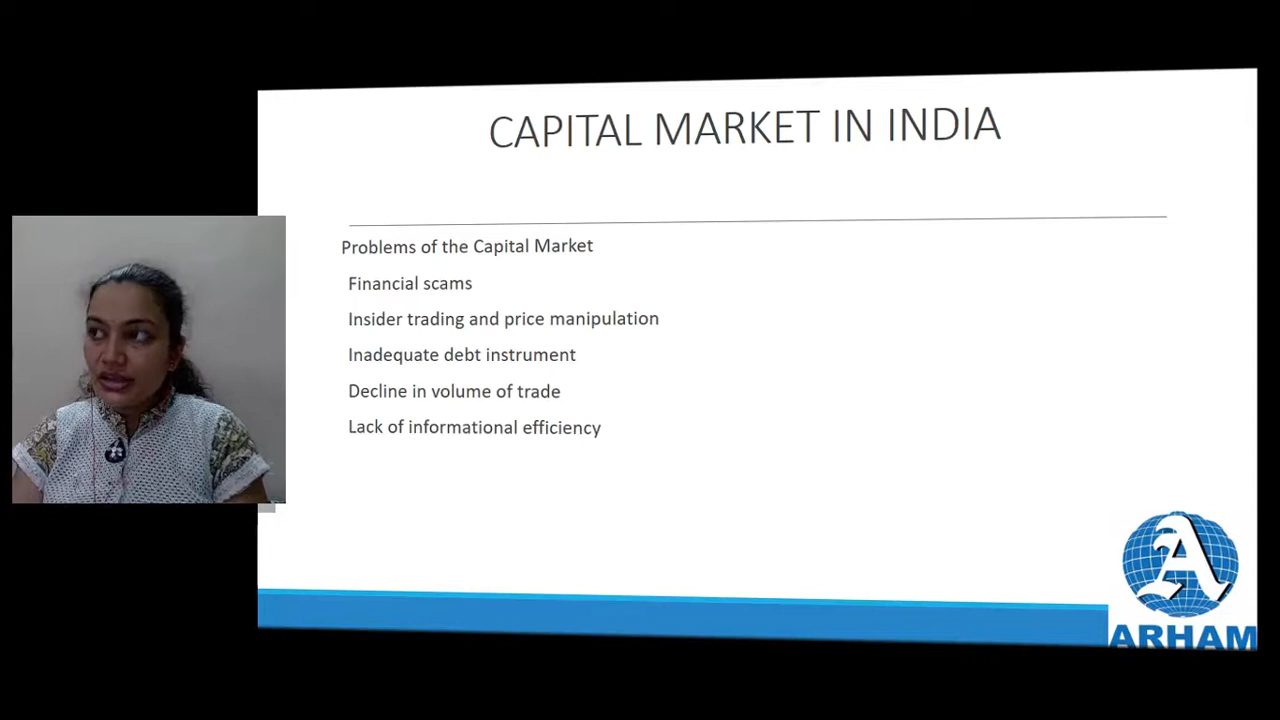 CAPITAL MARKET IN INDIA
Problems of the Capital Market
Financial scams
Insider trading and price manipulation
Inadequate debt instrument
Decline in volume of trade
Lack of informational efficiency
A
ARHAM